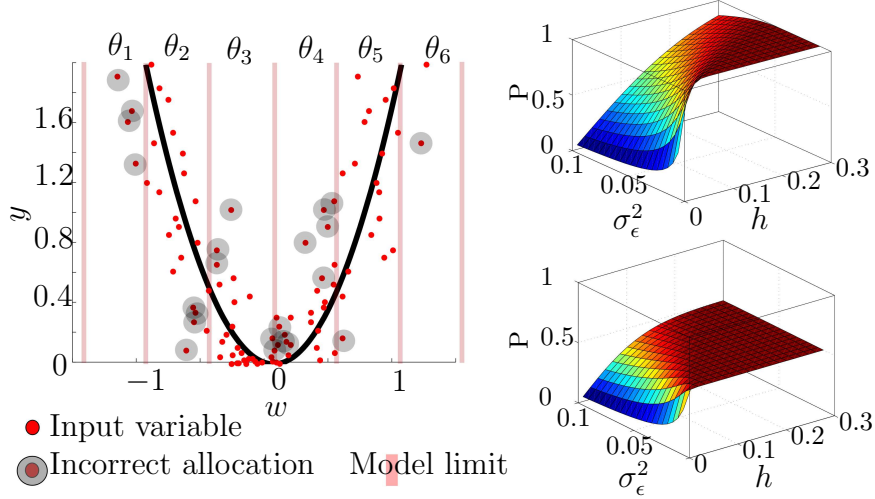 θ₁ θ₂ θ₃ θ₄ θ₅ θ₆
1.6
1.2
0.8
0.4
0
y
−1 0 1
w
Input variable
Incorrect allocation
Model limit
1
0.5
0
P
0.1 0.05 0
σ²_ϵ
0.1 0.2 0.3
h
1
0.5
0
P
0.1 0.05 0
σ²_ϵ
0.1 0.2 0.3
h